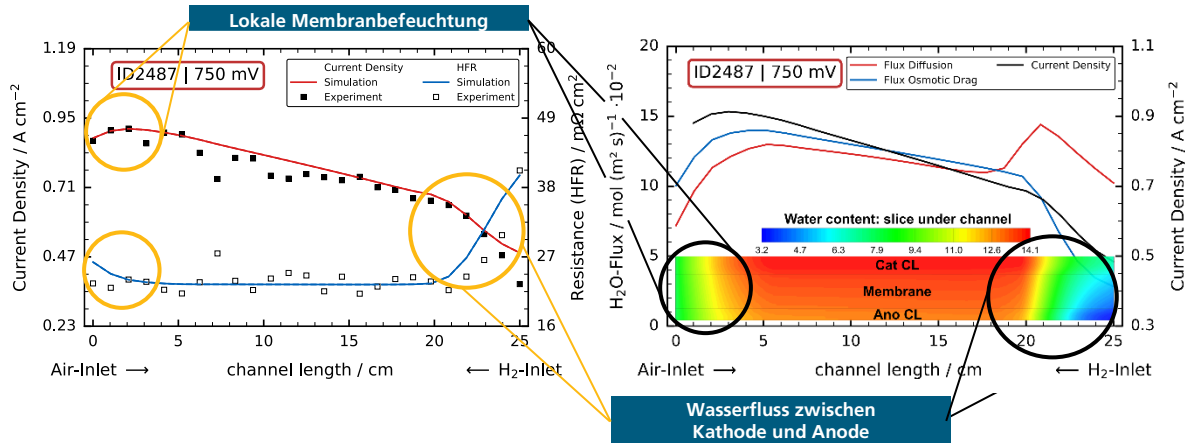 Lokale Membranbefeuchtung
1.19
0.95
0.71
0.47
0.23
Current Density / A cm⁻²
ID2487 | 750 mV
Current Density
Simulation
Experiment
HFR
Simulation
Experiment
60
49
38
27
16
Resistance (HFR) / mΩ cm²
0 5 10 15 20 25
Air-Inlet → channel length / cm ← H₂-Inlet
20
15
10
5
0
H₂O-Flux / mol (m² s)⁻¹ · 10⁻²
ID2487 | 750 mV
Flux Diffusion
Flux Osmotic Drag
Current Density
1.1
0.9
0.7
0.5
0.3
Current Density / A cm⁻²
Water content: slice under channel
3.2 4.7 6.3 7.9 9.4 11.0 12.6 14.1
Cat CL
Membrane
Ano CL
0 5 10 15 20 25
Air-Inlet → channel length / cm ← H₂-Inlet
Wasserfluss zwischen
Kathode und Anode